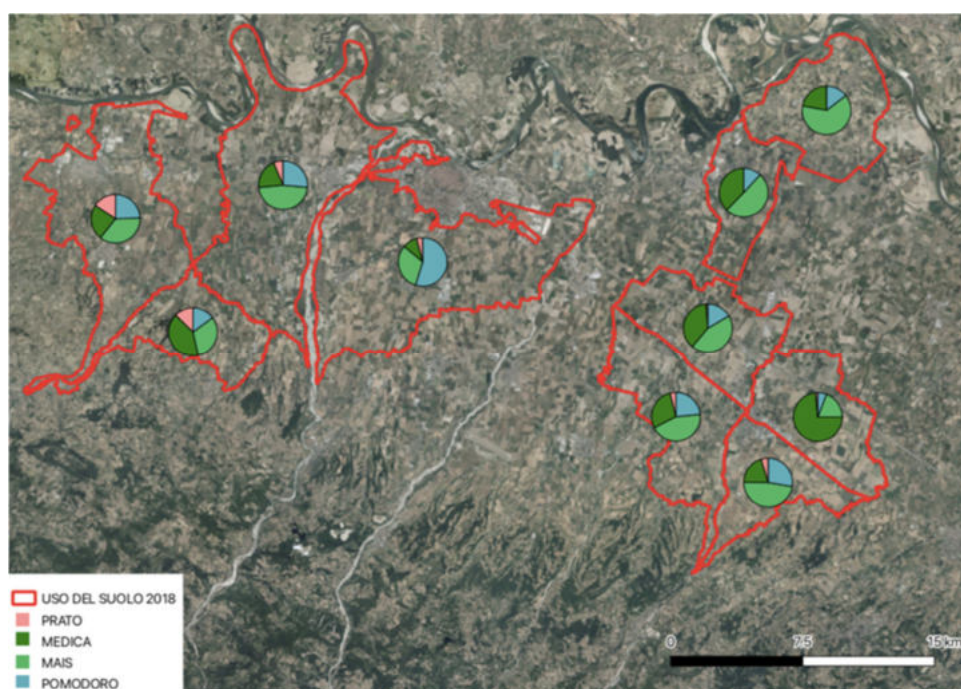 USO DEL SUOLO 2018
PRATO
MEDICA
MAIS
POMODORO
0 7.5 15 km